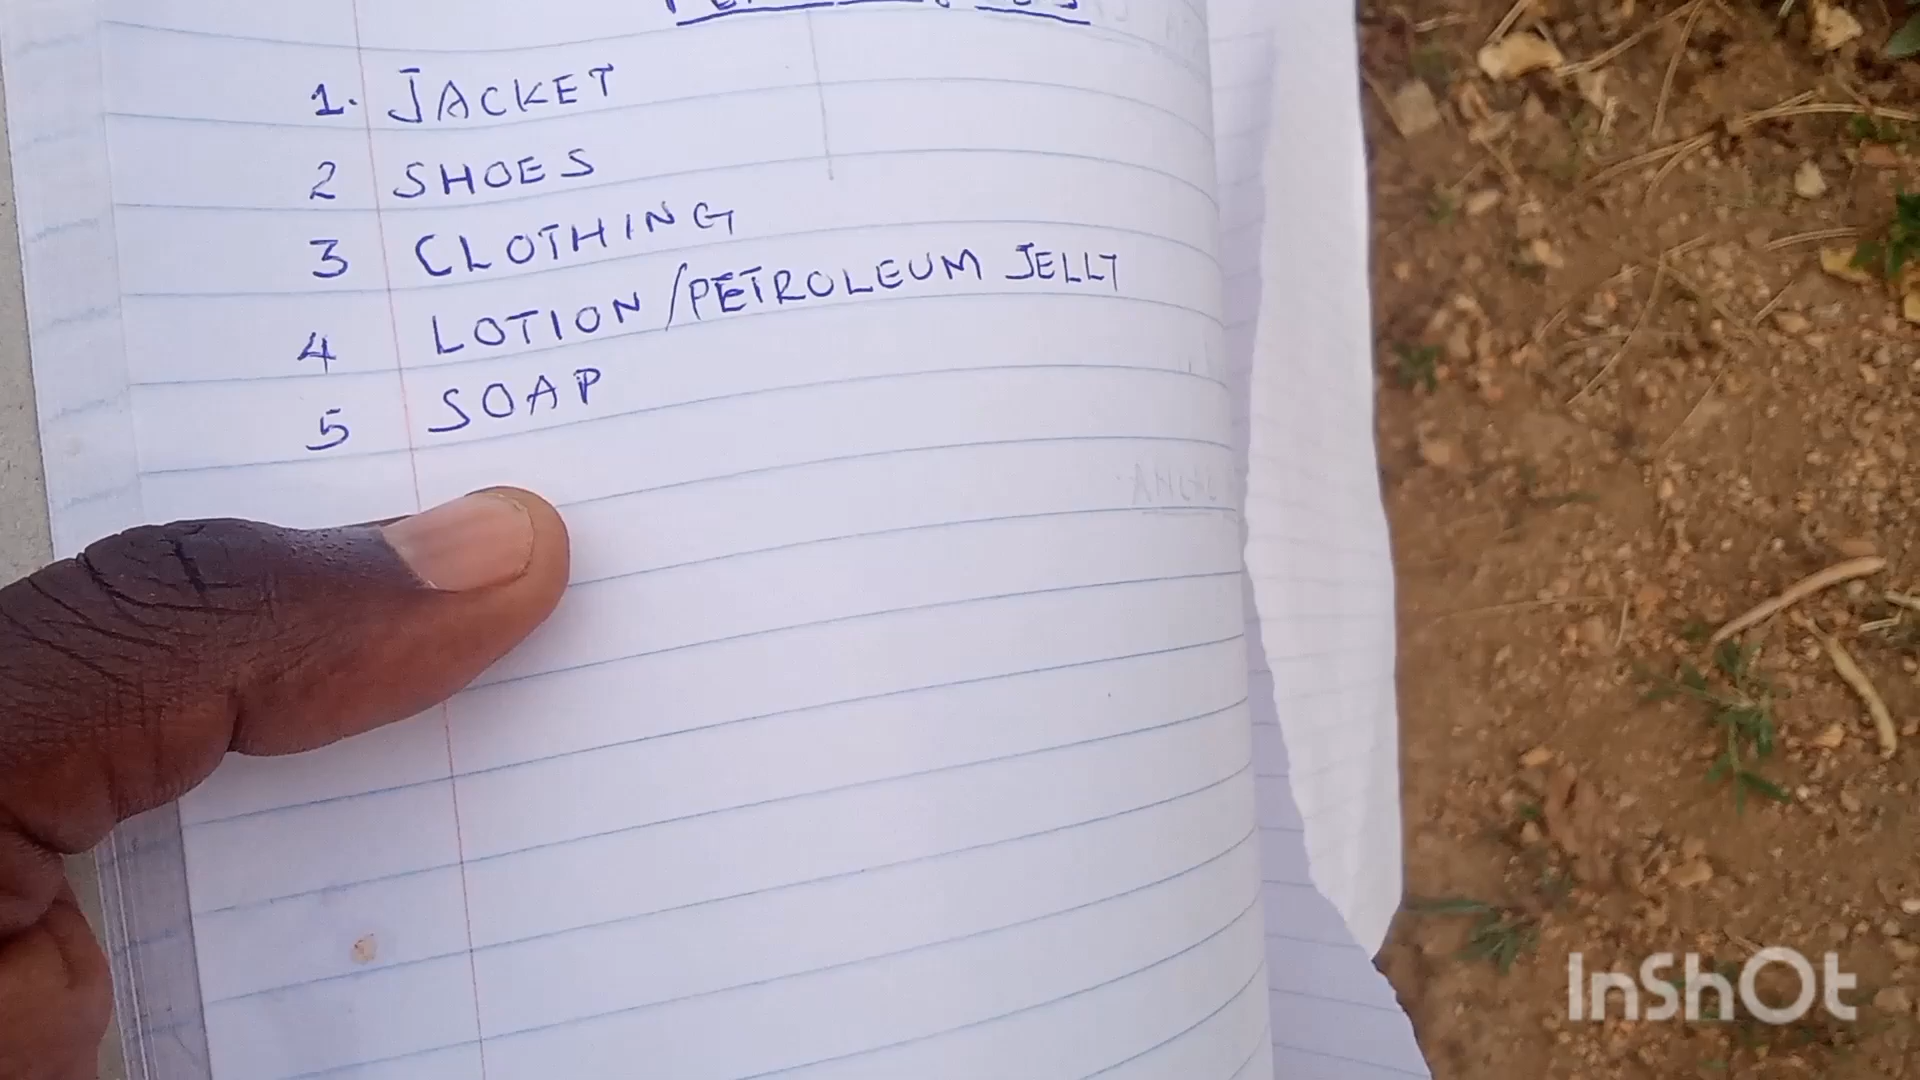 1. JACKET
2 SHOES
3 CLOTHING
4 LOTION/PETROLEUM JELLY
5 SOAP
InShOt